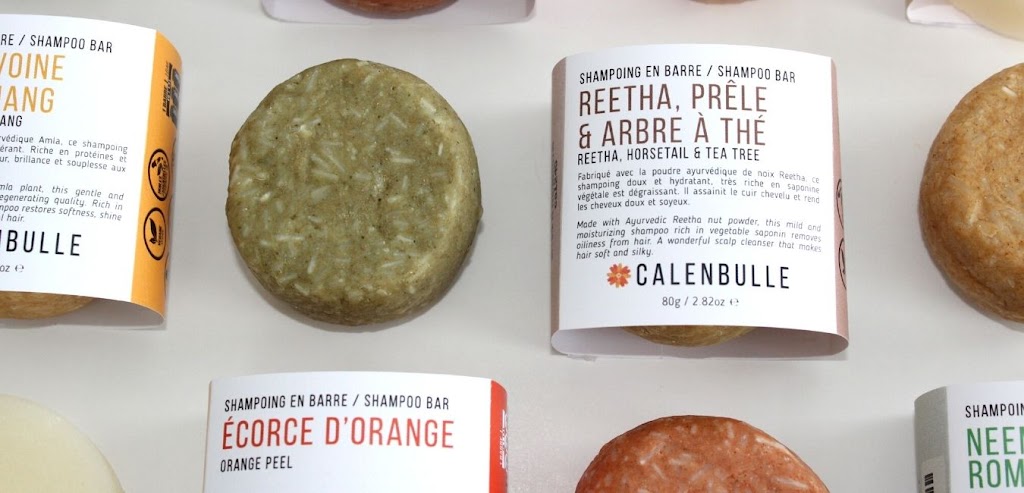 RE / SHAMPOO BAR
VOINE
ANG
ANG
rvédique Amla, ce shampoing
érant. Riche en protéines et
ur, brillance et souplesse aux
mla plant, this gentle and
egenerating quality. Rich in
mpoo restores softness, shine
l hair.
NBULLE
oz ℮
SHAMPOING EN BARRE / SHAMPOO BAR
REETHA, PRÊLE
& ARBRE À THÉ
REETHA, HORSETAIL & TEA TREE
Fabriqué avec la poudre ayurvédique de noix Reetha, ce
shampoing doux et hydratant, très riche en saponine
végétale est dégraissant. Il assainit le cuir chevelu et rend
les cheveux doux et soyeux.
Made with Ayurvedic Reetha nut powder, this mild and
moisturizing shampoo rich in vegetable saponin removes
oiliness from hair. A wonderful scalp cleanser that makes
hair soft and silky.
CALENBULLE
80g / 2.82oz ℮
SHAMPOING EN BARRE / SHAMPOO BAR
ÉCORCE D'ORANGE
ORANGE PEEL
SHAMPOIN
NEEM
ROM